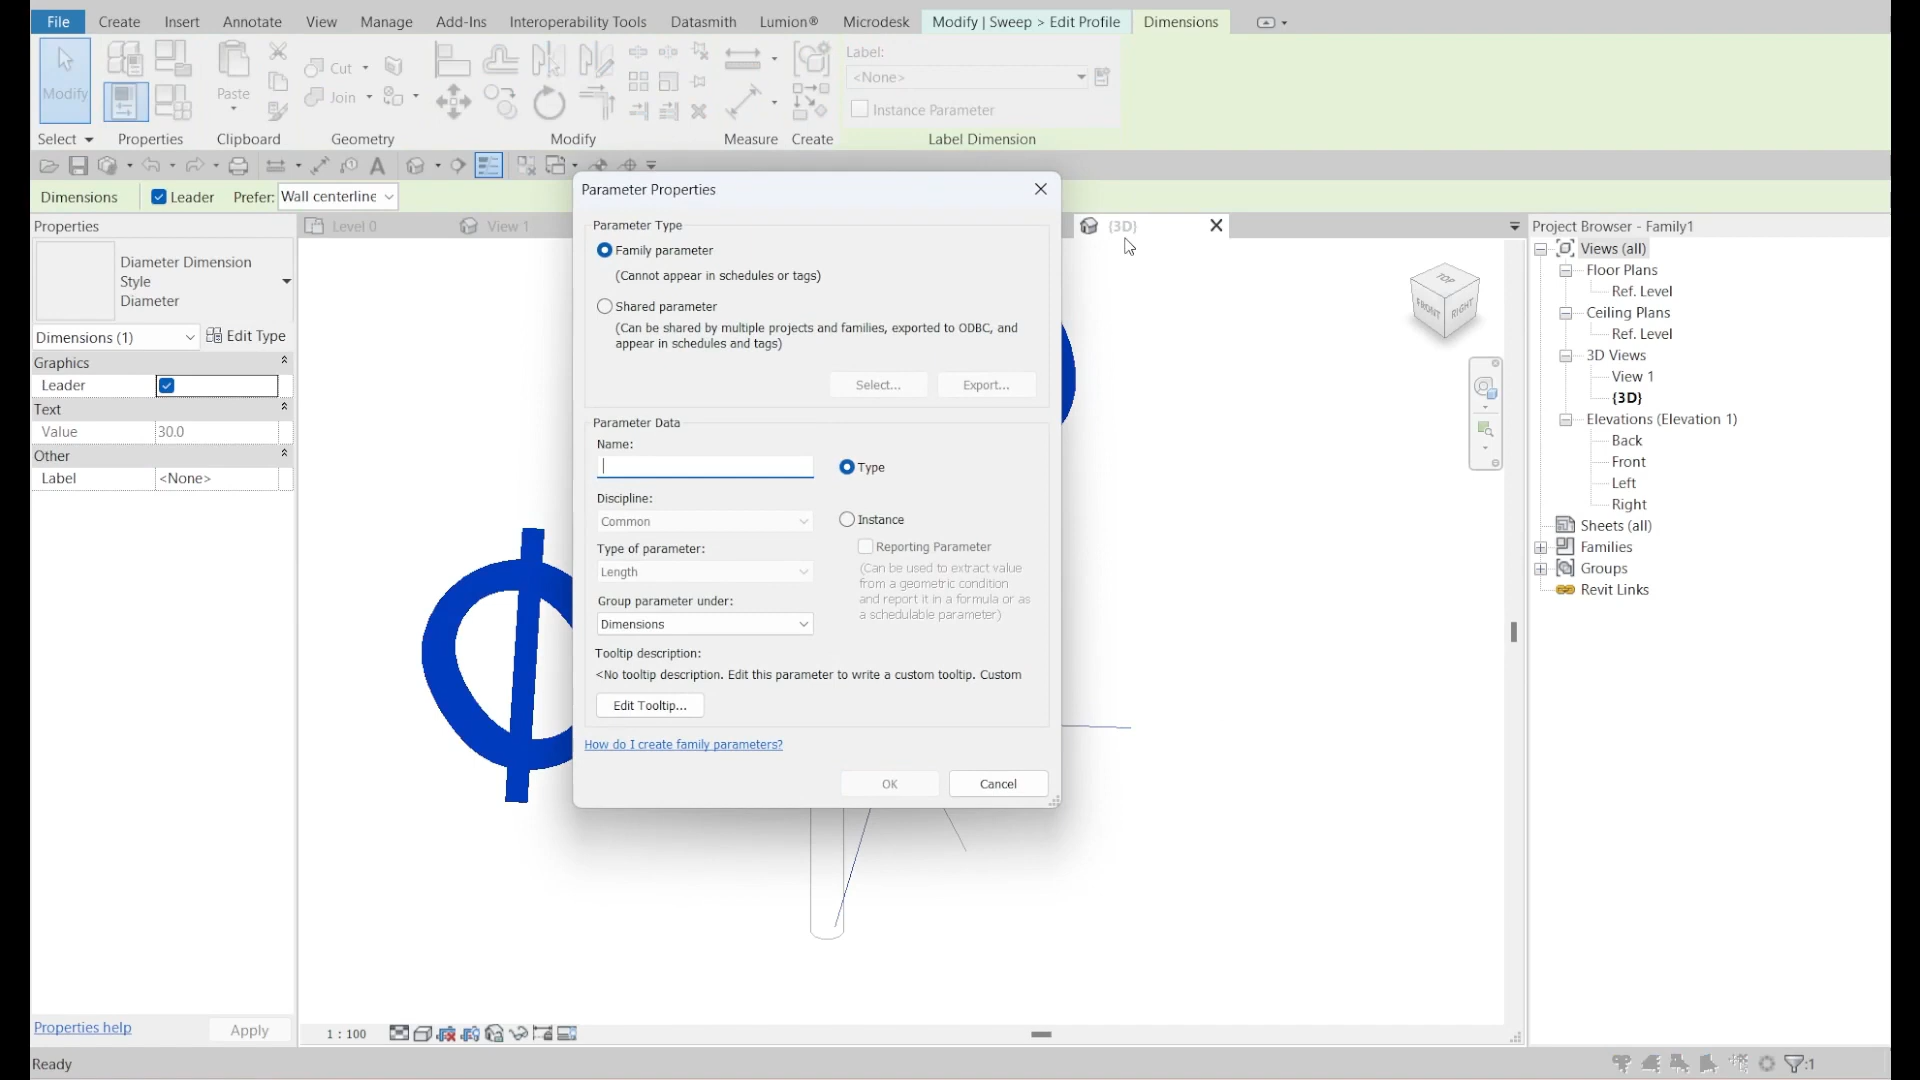 File Create Insert Annotate View Manage Add-Ins Interoperability Tools Datasmith Lumion® Microdesk Modify | Sweep > Edit Profile Dimensions
Modify
Paste
Cut
Join
Label:
<None>
Instance Parameter
Select Properties Clipboard Geometry Modify Measure Create Label Dimension
Dimensions Leader Prefer: Wall centerline
Properties
Level 0 View 1 {3D}
Diameter Dimension
Style
Diameter
Dimensions (1) Edit Type
Graphics
Leader
Text
Value 30.0
Other
Label <None>
Properties help Apply
Parameter Properties
Parameter Type
Family parameter
(Cannot appear in schedules or tags)
Shared parameter
(Can be shared by multiple projects and families, exported to ODBC, and
appear in schedules and tags)
Select... Export...
Parameter Data
Name:
Type
Discipline:
Common
Instance
Reporting Parameter
(Can be used to extract value
from a geometric condition
and report it in a formula or as
a schedulable parameter)
Type of parameter:
Length
Group parameter under:
Dimensions
Tooltip description:
<No tooltip description. Edit this parameter to write a custom tooltip. Custom
Edit Tooltip...
How do I create family parameters?
OK Cancel
TOP
FRONT RIGHT
Project Browser - Family1
Views (all)
Floor Plans
Ref. Level
Ceiling Plans
Ref. Level
3D Views
View 1
{3D}
Elevations (Elevation 1)
Back
Front
Left
Right
Sheets (all)
Families
Groups
Revit Links
1 : 100
Ready
:1